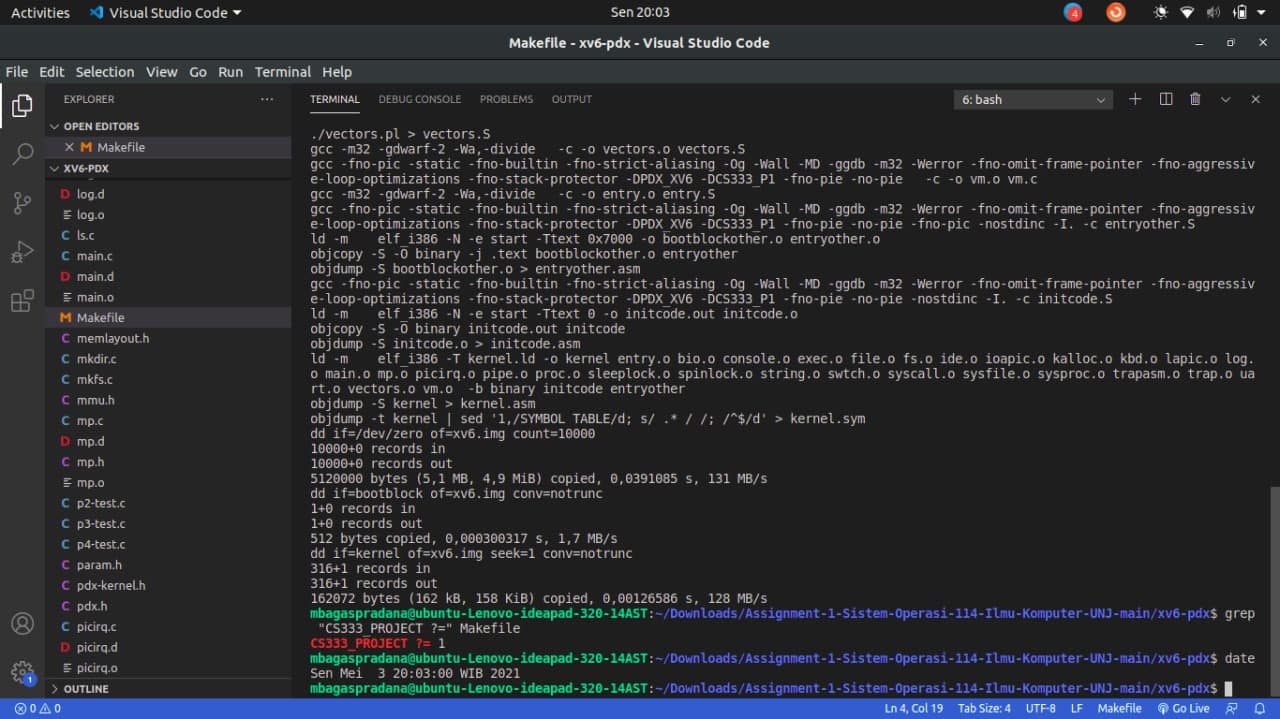 Activities
Visual Studio Code
Sen 20:03
4
Makefile - xv6-pdx - Visual Studio Code
File Edit Selection View Go Run Terminal Help
EXPLORER
OPEN EDITORS
M Makefile
XV6-PDX
D log.d
log.o
C ls.c
C main.c
D main.d
main.o
M Makefile
C memlayout.h
C mkdir.c
C mkfs.c
C mmu.h
C mp.c
D mp.d
C mp.h
mp.o
C p2-test.c
C p3-test.c
C p4-test.c
C param.h
C pdx-kernel.h
C pdx.h
C picirq.c
D picirq.d
picirq.o
OUTLINE
1
TERMINAL DEBUG CONSOLE PROBLEMS OUTPUT
6: bash
./vectors.pl > vectors.S
gcc -m32 -gdwarf-2 -Wa,-divide   -c -o vectors.o vectors.S
gcc -fno-pic -static -fno-builtin -fno-strict-aliasing -Og -Wall -MD -ggdb -m32 -Werror -fno-omit-frame-pointer -fno-aggressiv
e-loop-optimizations -fno-stack-protector -DPDX_XV6 -DCS333_P1 -fno-pie -no-pie   -c -o vm.o vm.c
gcc -m32 -gdwarf-2 -Wa,-divide   -c -o entry.o entry.S
gcc -fno-pic -static -fno-builtin -fno-strict-aliasing -Og -Wall -MD -ggdb -m32 -Werror -fno-omit-frame-pointer -fno-aggressiv
e-loop-optimizations -fno-stack-protector -DPDX_XV6 -DCS333_P1 -fno-pie -no-pie -fno-pic -nostdinc -I. -c entryother.S
ld -m    elf_i386 -N -e start -Ttext 0x7000 -o bootblockother.o entryother.o
objcopy -S -O binary -j .text bootblockother.o entryother
objdump -S bootblockother.o > entryother.asm
gcc -fno-pic -static -fno-builtin -fno-strict-aliasing -Og -Wall -MD -ggdb -m32 -Werror -fno-omit-frame-pointer -fno-aggressiv
e-loop-optimizations -fno-stack-protector -DPDX_XV6 -DCS333_P1 -fno-pie -no-pie -nostdinc -I. -c initcode.S
ld -m    elf_i386 -N -e start -Ttext 0 -o initcode.out initcode.o
objcopy -S -O binary initcode.out initcode
objdump -S initcode.o > initcode.asm
ld -m    elf_i386 -T kernel.ld -o kernel entry.o bio.o console.o exec.o file.o fs.o ide.o ioapic.o kalloc.o kbd.o lapic.o log.
o main.o mp.o picirq.o pipe.o proc.o sleeplock.o spinlock.o string.o swtch.o syscall.o sysfile.o sysproc.o trapasm.o trap.o ua
rt.o vectors.o vm.o  -b binary initcode entryother
objdump -S kernel > kernel.asm
objdump -t kernel | sed '1,/SYMBOL TABLE/d; s/ .* / /; /^$/d' > kernel.sym
dd if=/dev/zero of=xv6.img count=10000
10000+0 records in
10000+0 records out
5120000 bytes (5,1 MB, 4,9 MiB) copied, 0,0391085 s, 131 MB/s
dd if=bootblock of=xv6.img conv=notrunc
1+0 records in
1+0 records out
512 bytes copied, 0,000300317 s, 1,7 MB/s
dd if=kernel of=xv6.img seek=1 conv=notrunc
316+1 records in
316+1 records out
162072 bytes (162 kB, 158 KiB) copied, 0,00126586 s, 128 MB/s
mbagaspradana@ubuntu-Lenovo-ideapad-320-14AST:~/Downloads/Assignment-1-Sistem-Operasi-114-Ilmu-Komputer-UNJ-main/xv6-pdx$ grep
 "CS333_PROJECT ?=" Makefile
CS333_PROJECT ?= 1
mbagaspradana@ubuntu-Lenovo-ideapad-320-14AST:~/Downloads/Assignment-1-Sistem-Operasi-114-Ilmu-Komputer-UNJ-main/xv6-pdx$ date
Sen Mei  3 20:03:00 WIB 2021
mbagaspradana@ubuntu-Lenovo-ideapad-320-14AST:~/Downloads/Assignment-1-Sistem-Operasi-114-Ilmu-Komputer-UNJ-main/xv6-pdx$
0 0 Ln 4, Col 19 Tab Size: 4 UTF-8 LF Makefile Go Live